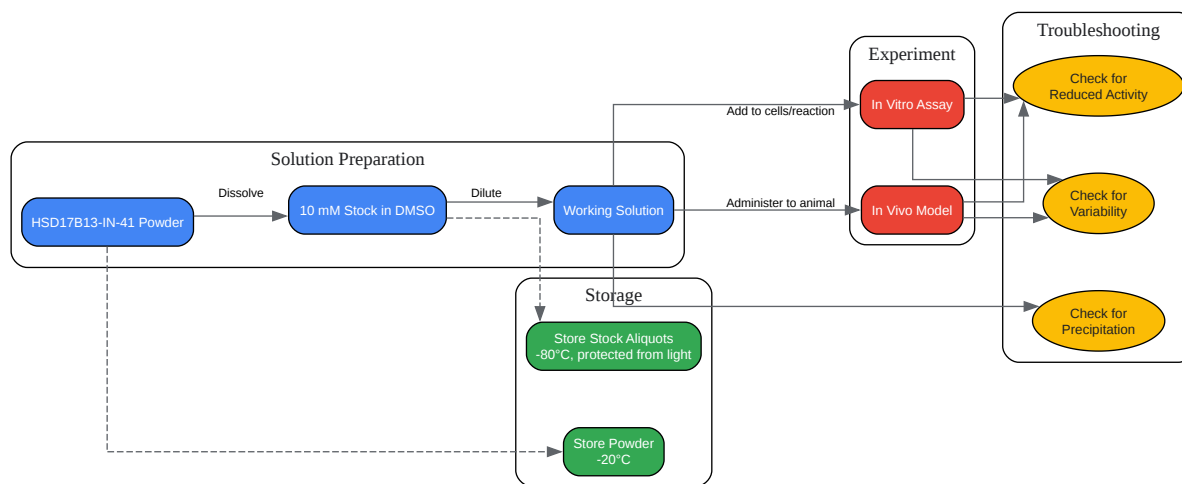 Troubleshooting
Experiment
Check for
Reduced Activity
In Vitro Assay
Add to cells/reaction
Solution Preparation
Dissolve
Dilute
HSD17B13-IN-41 Powder
10 mM Stock in DMSO
Working Solution
Administer to animal
In Vivo Model
Check for
Variability
Storage
Store Stock Aliquots
-80°C, protected from light
Check for
Precipitation
Store Powder
-20°C